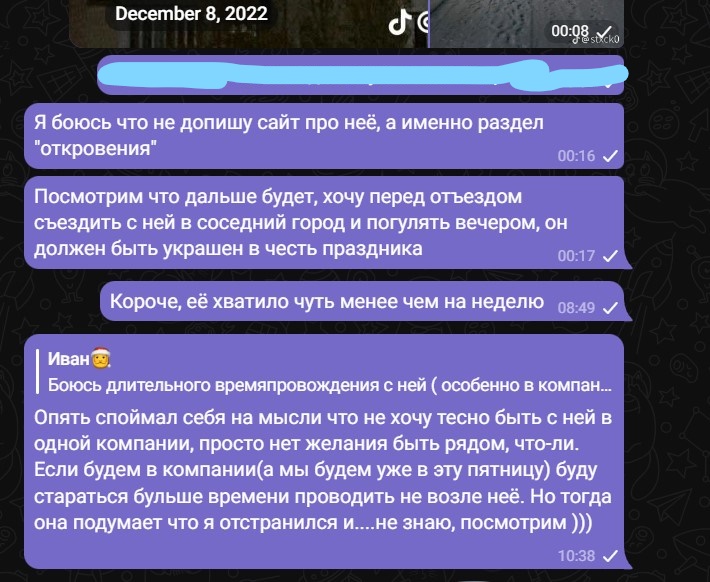 December 8, 2022
00:08
@stxck0
Я боюсь что не допишу сайт про неё, а именно раздел
"откровения"
00:16
Посмотрим что дальше будет, хочу перед отъездом
съездить с ней в соседний город и погулять вечером, он
должен быть украшен в честь праздника
00:17
Короче, её хватило чуть менее чем на неделю
08:49
Иван
Боюсь длительного времяпровождения с ней ( особенно в компан...
Опять споймал себя на мысли что не хочу тесно быть с ней в
одной компании, просто нет желания быть рядом, что-ли.
Если будем в компании(а мы будем уже в эту пятницу) буду
стараться бульше времени проводить не возле неё. Но тогда
она подумает что я отстранился и....не знаю, посмотрим )))
10:38